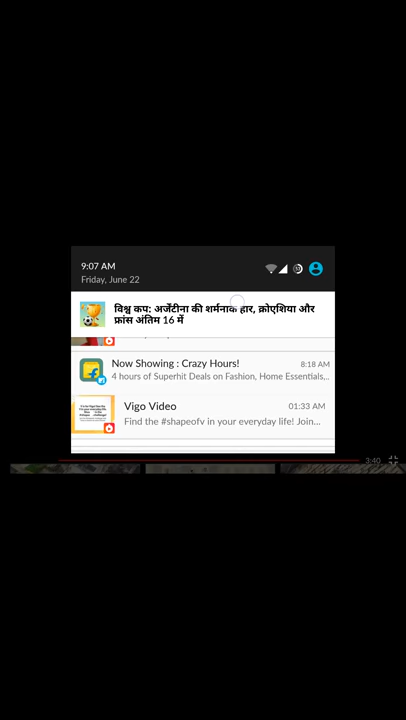 9:07 AM
Friday, June 22
विश्व कप: अर्जेंटीना की शर्मनाक हार, क्रोएशिया और
फ्रांस अंतिम 16 में
Now Showing : Crazy Hours! 8:18 AM
4 hours of Superhit Deals on Fashion, Home Essentials,..
Vigo Video 01:33 AM
Find the #shapeofv in your everyday life! Join...
3:40